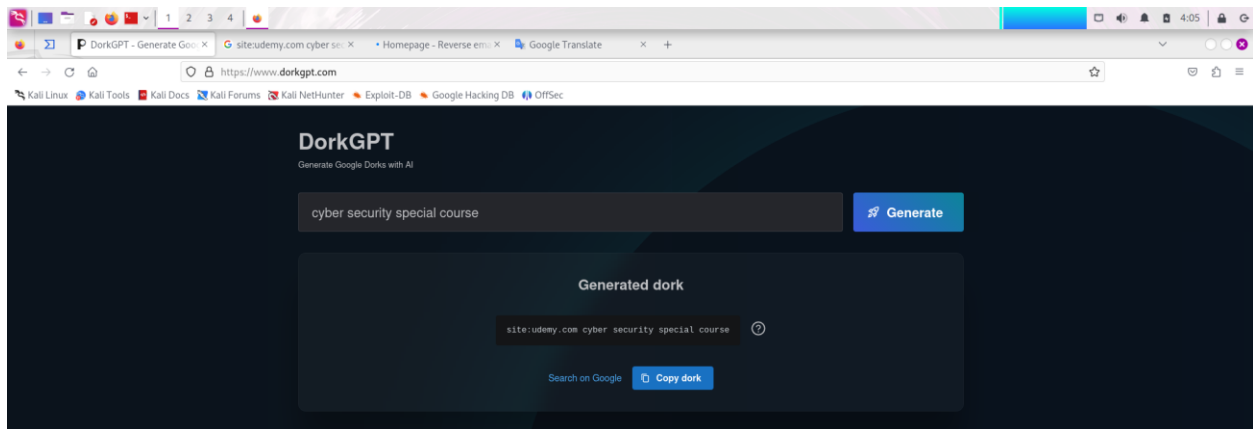 1 2 3 4
4:05
DorkGPT - Generate Goo
site:udemy.com cyber sec
Homepage - Reverse ema
Google Translate
https://www.dorkgpt.com
Kali Linux Kali Tools Kali Docs Kali Forums Kali NetHunter Exploit-DB Google Hacking DB OffSec
DorkGPT
Generate Google Dorks with AI
cyber security special course
Generate
Generated dork
site:udemy.com cyber security special course
Search on Google
Copy dork